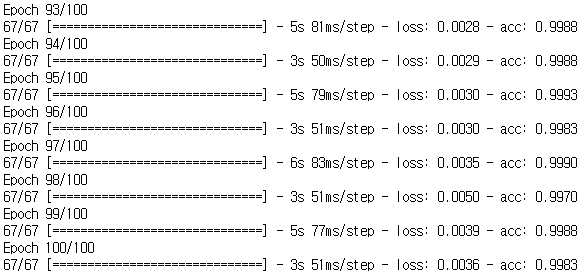 Epoch 93/100
67/67 [==============================] - 5s 81ms/step - loss: 0.0028 - acc: 0.9988
Epoch 94/100
67/67 [==============================] - 3s 50ms/step - loss: 0.0029 - acc: 0.9988
Epoch 95/100
67/67 [==============================] - 5s 79ms/step - loss: 0.0030 - acc: 0.9993
Epoch 96/100
67/67 [==============================] - 3s 51ms/step - loss: 0.0030 - acc: 0.9983
Epoch 97/100
67/67 [==============================] - 6s 83ms/step - loss: 0.0035 - acc: 0.9990
Epoch 98/100
67/67 [==============================] - 3s 51ms/step - loss: 0.0050 - acc: 0.9970
Epoch 99/100
67/67 [==============================] - 5s 77ms/step - loss: 0.0039 - acc: 0.9988
Epoch 100/100
67/67 [==============================] - 3s 51ms/step - loss: 0.0036 - acc: 0.9983